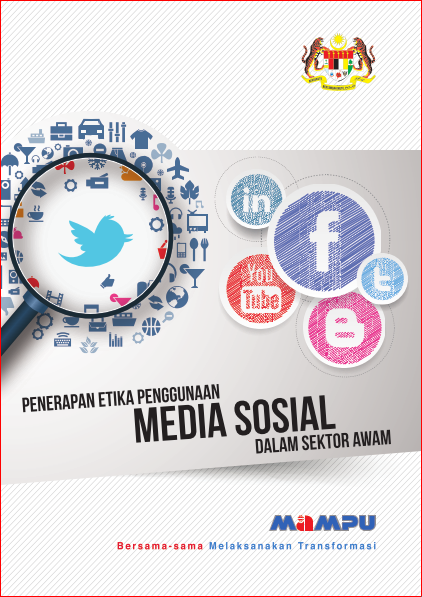 in
f
You
Tube
t
PENERAPAN ETIKA PENGGUNAAN
MEDIA SOSIAL
DALAM SEKTOR AWAM
MAMPU
Bersama-sama Melaksanakan Transformasi